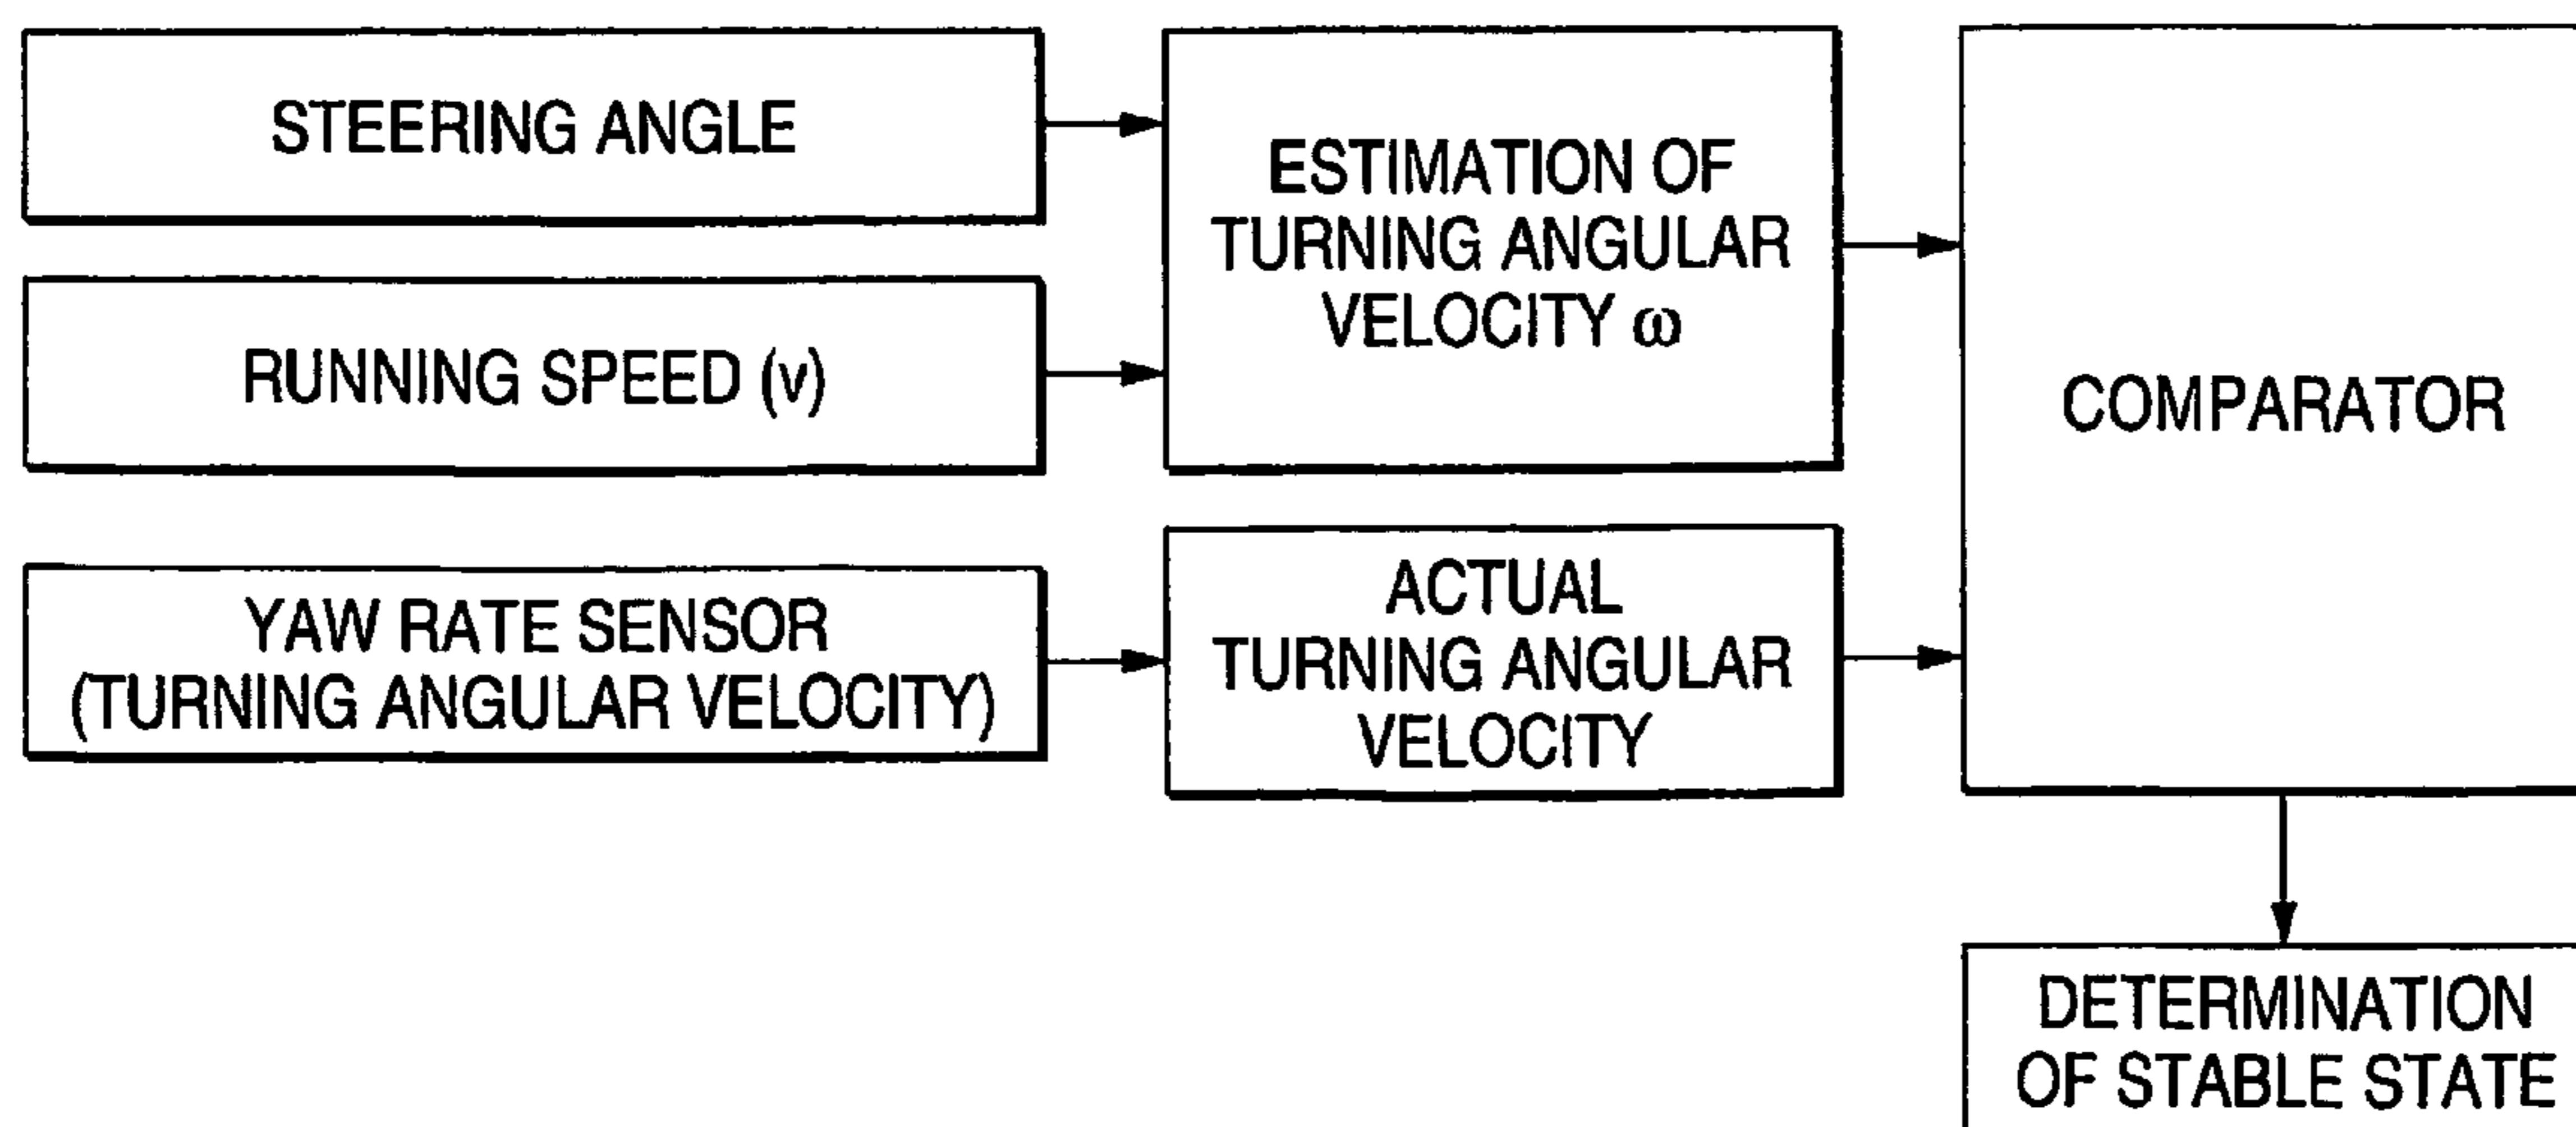 STEERING ANGLE
RUNNING SPEED (v)
YAW RATE SENSOR
(TURNING ANGULAR VELOCITY)
ESTIMATION OF
TURNING ANGULAR
VELOCITY ω
ACTUAL
TURNING ANGULAR
VELOCITY
COMPARATOR
DETERMINATION
OF STABLE STATE